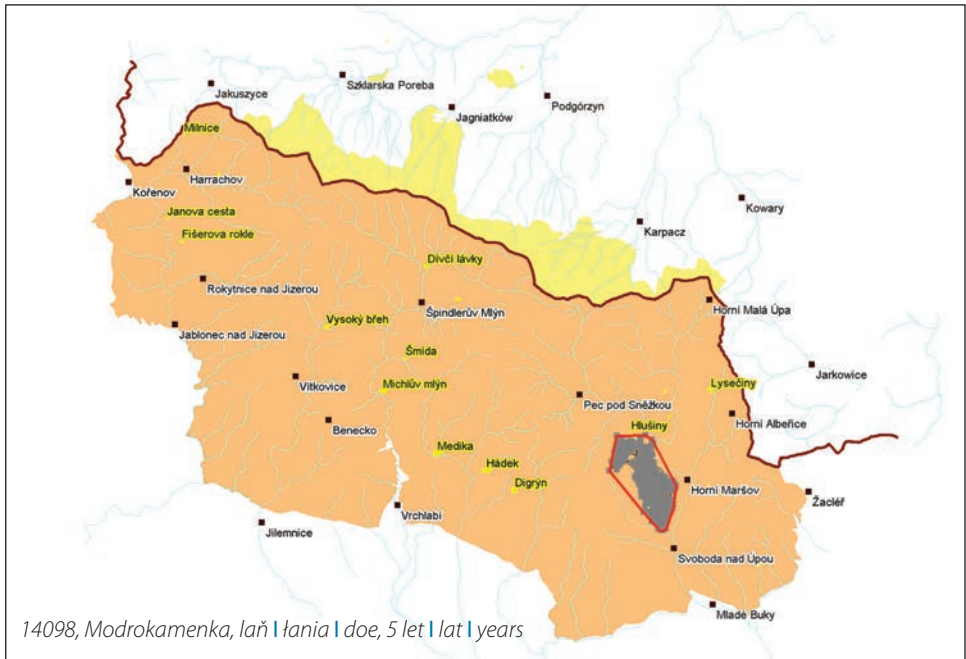 Szklarska Poreba
Jakuszyce
Podgórzyn
Jagniatków
Milnice
Harrachov
Kořenov
Kowary
Janova cesta
Karpacz
Fišerova rokle
Dívčí lávky
Rokytnice nad Jizerou
Špindlerův Mlýn
Horní Malá Úpa
Vysoký břeh
Jablonec nad Jizerou
Šmída
Jarkowice
Vítkovice
Michlův mlýn
Lysečiny
Pec pod Sněžkou
Horní Albeřice
Benecko
Hlušiny
Medika
Hádek
Digrýn
Horní Maršov
Žacléř
Vrchlabí
Jilemnice
Svoboda nad Úpou
Mladé Buky
14098, Modrokamenka, laň | łania | doe, 5 let | lat | years